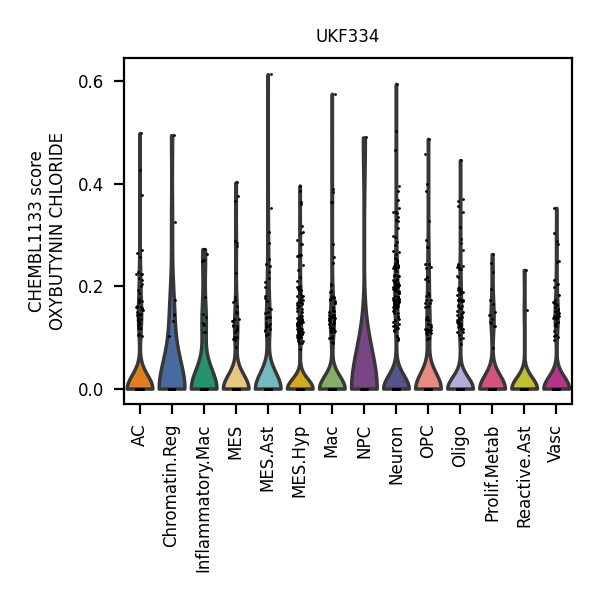 UKF334
CHEMBL1133 score
OXYBUTYNIN CHLORIDE
0.6
0.4
0.2
0.0
AC
Chromatin.Reg
Inflammatory.Mac
MES
MES.Ast
MES.Hyp
Mac
NPC
Neuron
OPC
Oligo
Prolif.Metab
Reactive.Ast
Vasc